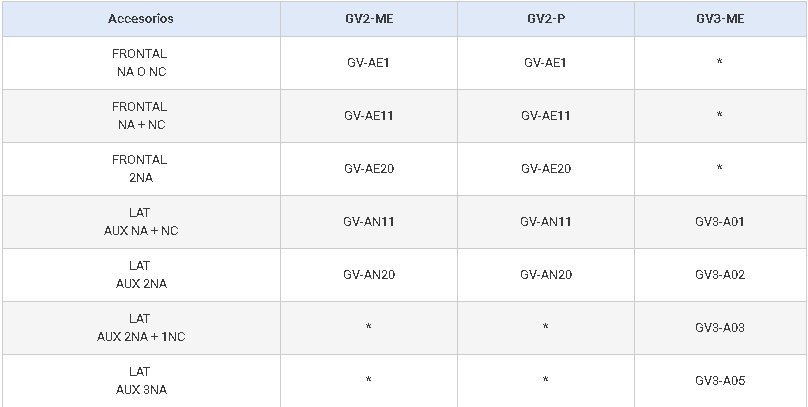 Accesorios GV2-ME GV2-P GV3-ME
FRONTAL
NA O NC
GV-AE1 GV-AE1 *
FRONTAL
NA + NC
GV-AE11 GV-AE11 *
FRONTAL
2NA
GV-AE20 GV-AE20 *
LAT
AUX NA + NC
GV-AN11 GV-AN11 GV3-A01
LAT
AUX 2NA
GV-AN20 GV-AN20 GV3-A02
LAT
AUX 2NA + 1NC
* * GV3-A03
LAT
AUX 3NA
* * GV3-A05